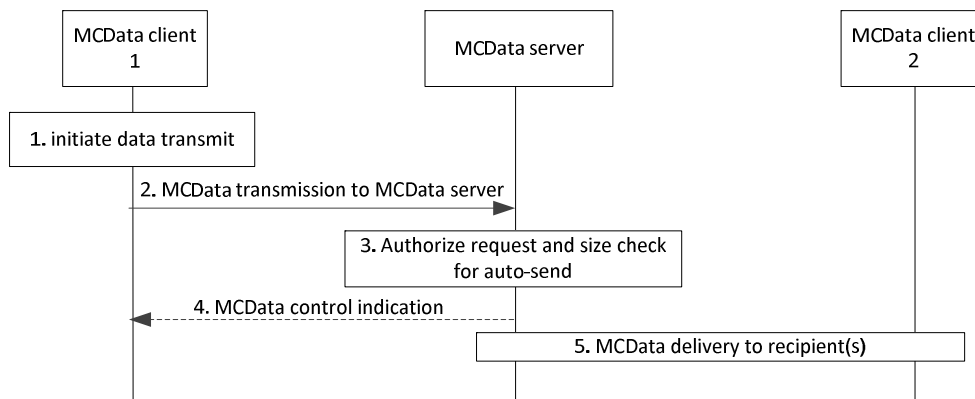 MCData client
1
MCData server
MCData client
2
1. initiate data transmit
2. MCData transmission to MCData server
3. Authorize request and size check
for auto-send
4. MCData control indication
5. MCData delivery to recipient(s)